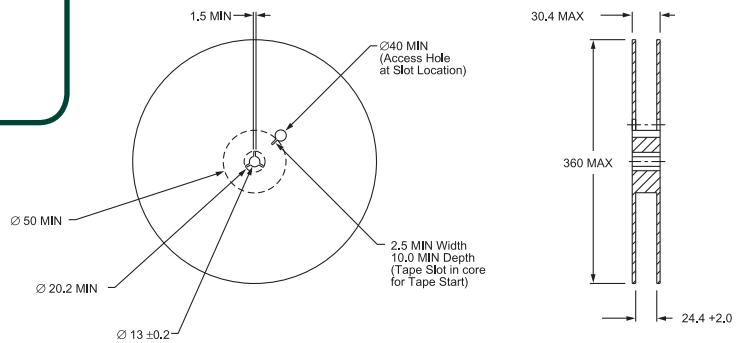 1.5 MIN
Ø40 MIN
(Access Hole
at Slot Location)
Ø 50 MIN
Ø 20.2 MIN
Ø 13 ±0.2
2.5 MIN Width
10.0 MIN Depth
(Tape Slot in core
for Tape Start)
30.4 MAX
360 MAX
24.4 +2.0